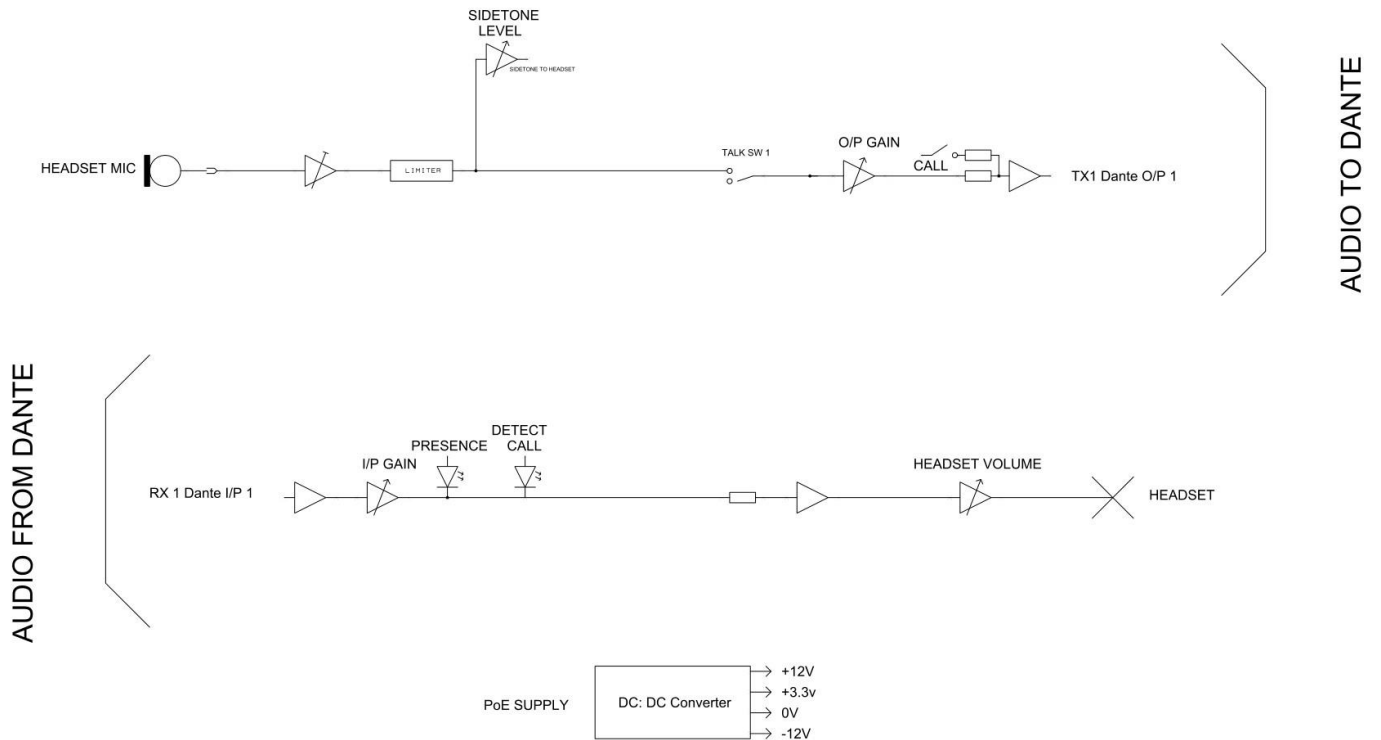 SIDETONE
LEVEL
SIDETONE TO HEADSET
HEADSET MIC
LIMITER
TALK SW 1
O/P GAIN
CALL
TX1 Dante O/P 1
AUDIO TO DANTE
AUDIO FROM DANTE
RX 1 Dante I/P 1
I/P GAIN
PRESENCE
DETECT
CALL
HEADSET VOLUME
HEADSET
PoE SUPPLY
DC: DC Converter
+12V
+3.3v
0V
-12V